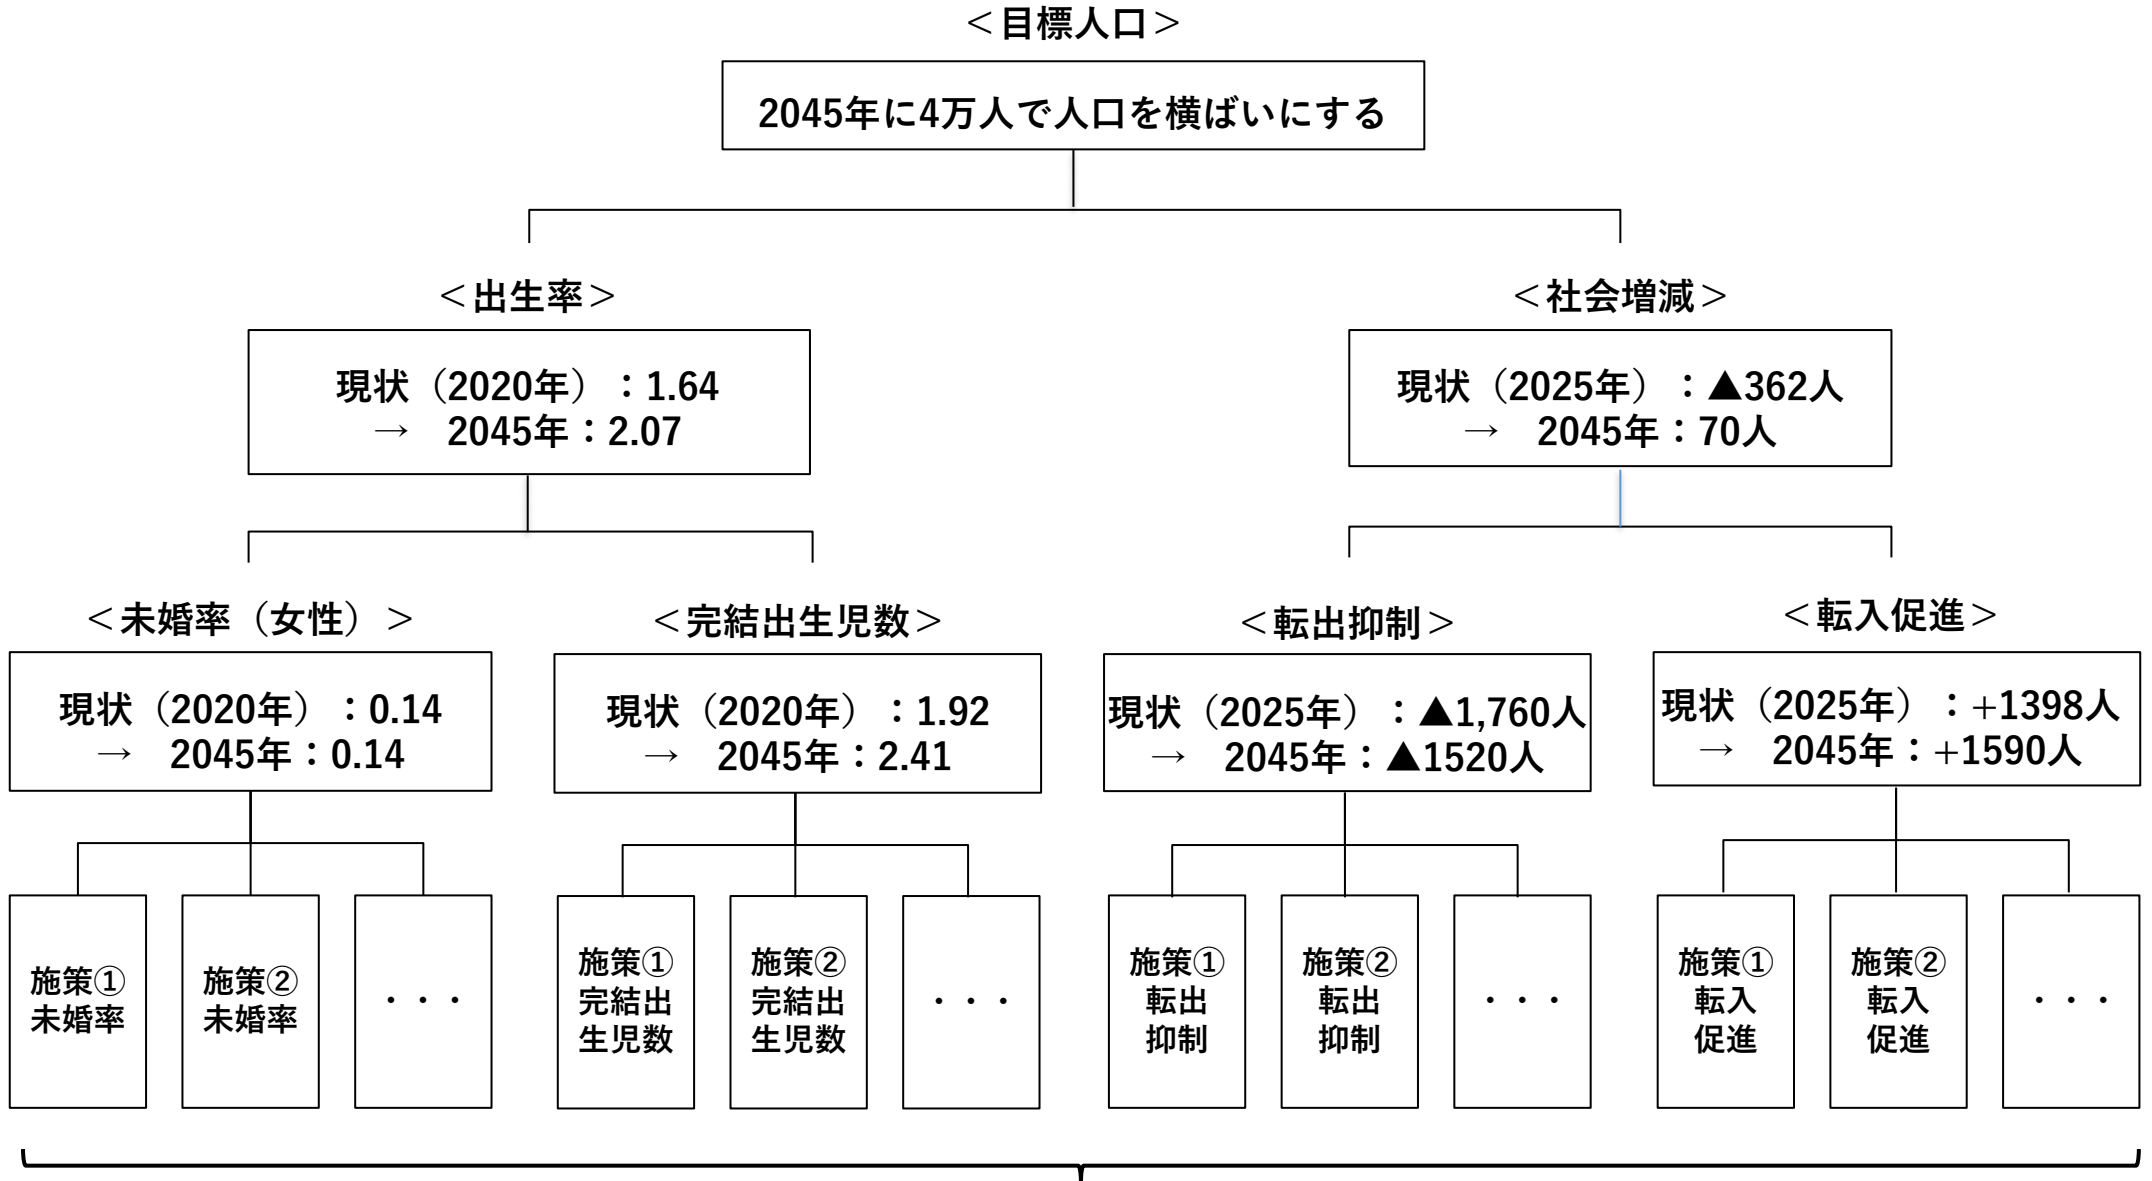 ＜目標人口＞
2045年に4万人で人口を横ばいにする
＜出生率＞
現状（2020年）：1.64
→　2045年：2.07
＜社会増減＞
現状（2025年）：▲362人
→　2045年：70人
＜未婚率（女性）＞
現状（2020年）：0.14
→　2045年：0.14
＜完結出生児数＞
現状（2020年）：1.92
→　2045年：2.41
＜転出抑制＞
現状（2025年）：▲1,760人
→　2045年：▲1520人
＜転入促進＞
現状（2025年）：+1398人
→　2045年：+1590人
施策①
未婚率
施策②
未婚率
・・・
施策①
完結出
生児数
施策②
完結出
生児数
・・・
施策①
転出
抑制
施策②
転出
抑制
・・・
施策①
転入
促進
施策②
転入
促進
・・・